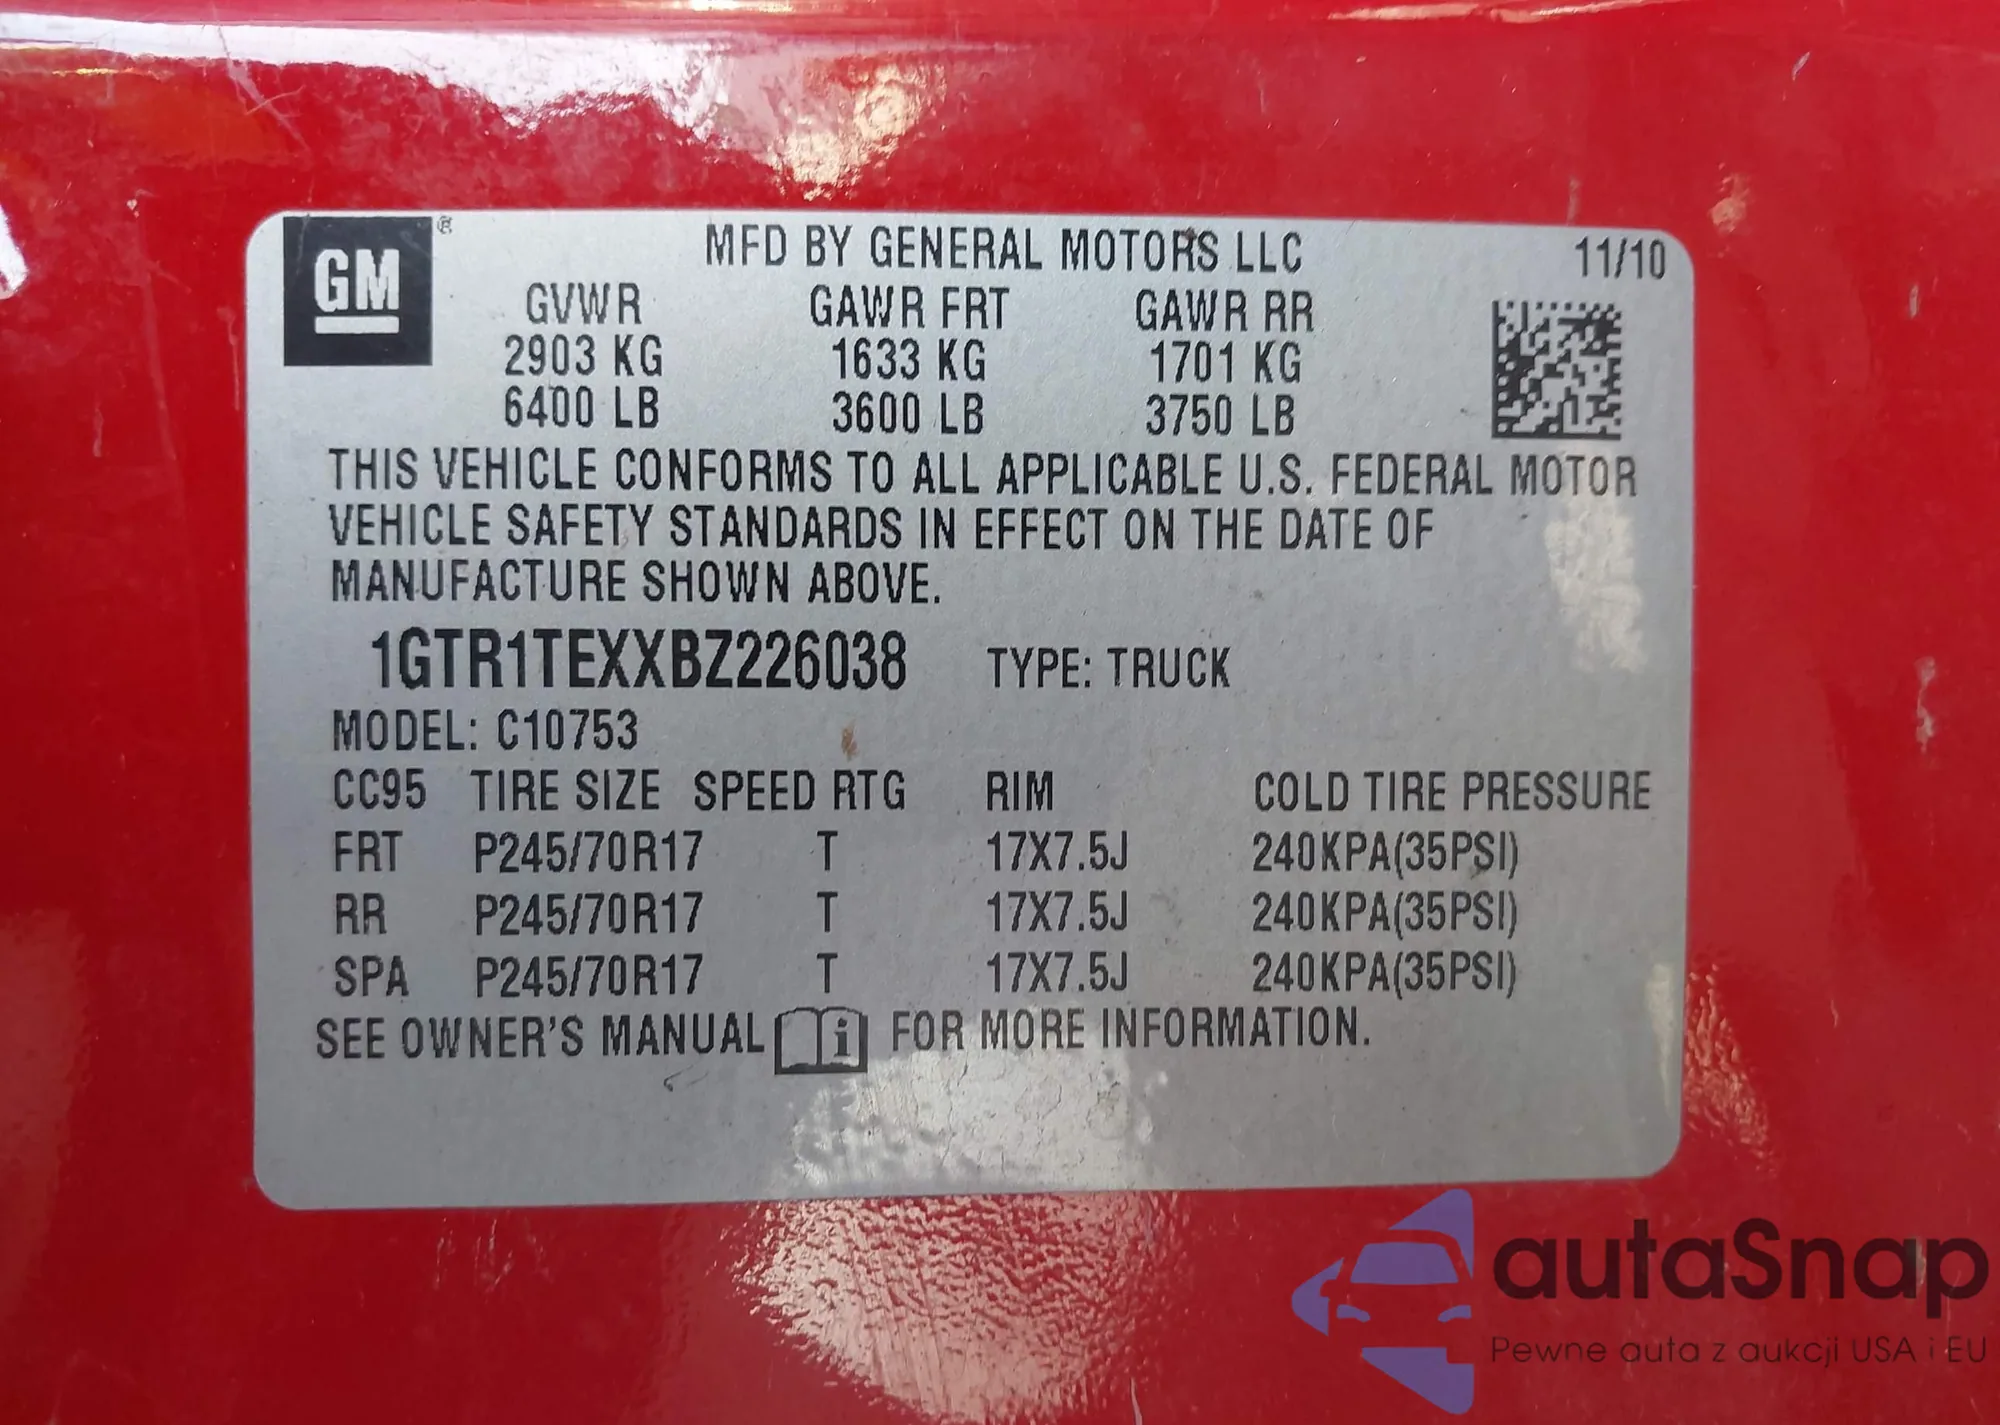 GM ®
MFD BY GENERAL MOTORS LLC 11/10
GVWR GAWR FRT GAWR RR
2903 KG 1633 KG 1701 KG
6400 LB 3600 LB 3750 LB
THIS VEHICLE CONFORMS TO ALL APPLICABLE U.S. FEDERAL MOTOR
VEHICLE SAFETY STANDARDS IN EFFECT ON THE DATE OF
MANUFACTURE SHOWN ABOVE.
1GTR1TEXXBZ226038 TYPE: TRUCK
MODEL: C10753
CC95 TIRE SIZE SPEED RTG RIM COLD TIRE PRESSURE
FRT P245/70R17 T 17X7.5J 240KPA(35PSI)
RR P245/70R17 T 17X7.5J 240KPA(35PSI)
SPA P245/70R17 T 17X7.5J 240KPA(35PSI)
SEE OWNER'S MANUAL i FOR MORE INFORMATION.
autaSnap
Pewne auta z aukcji USA i EU